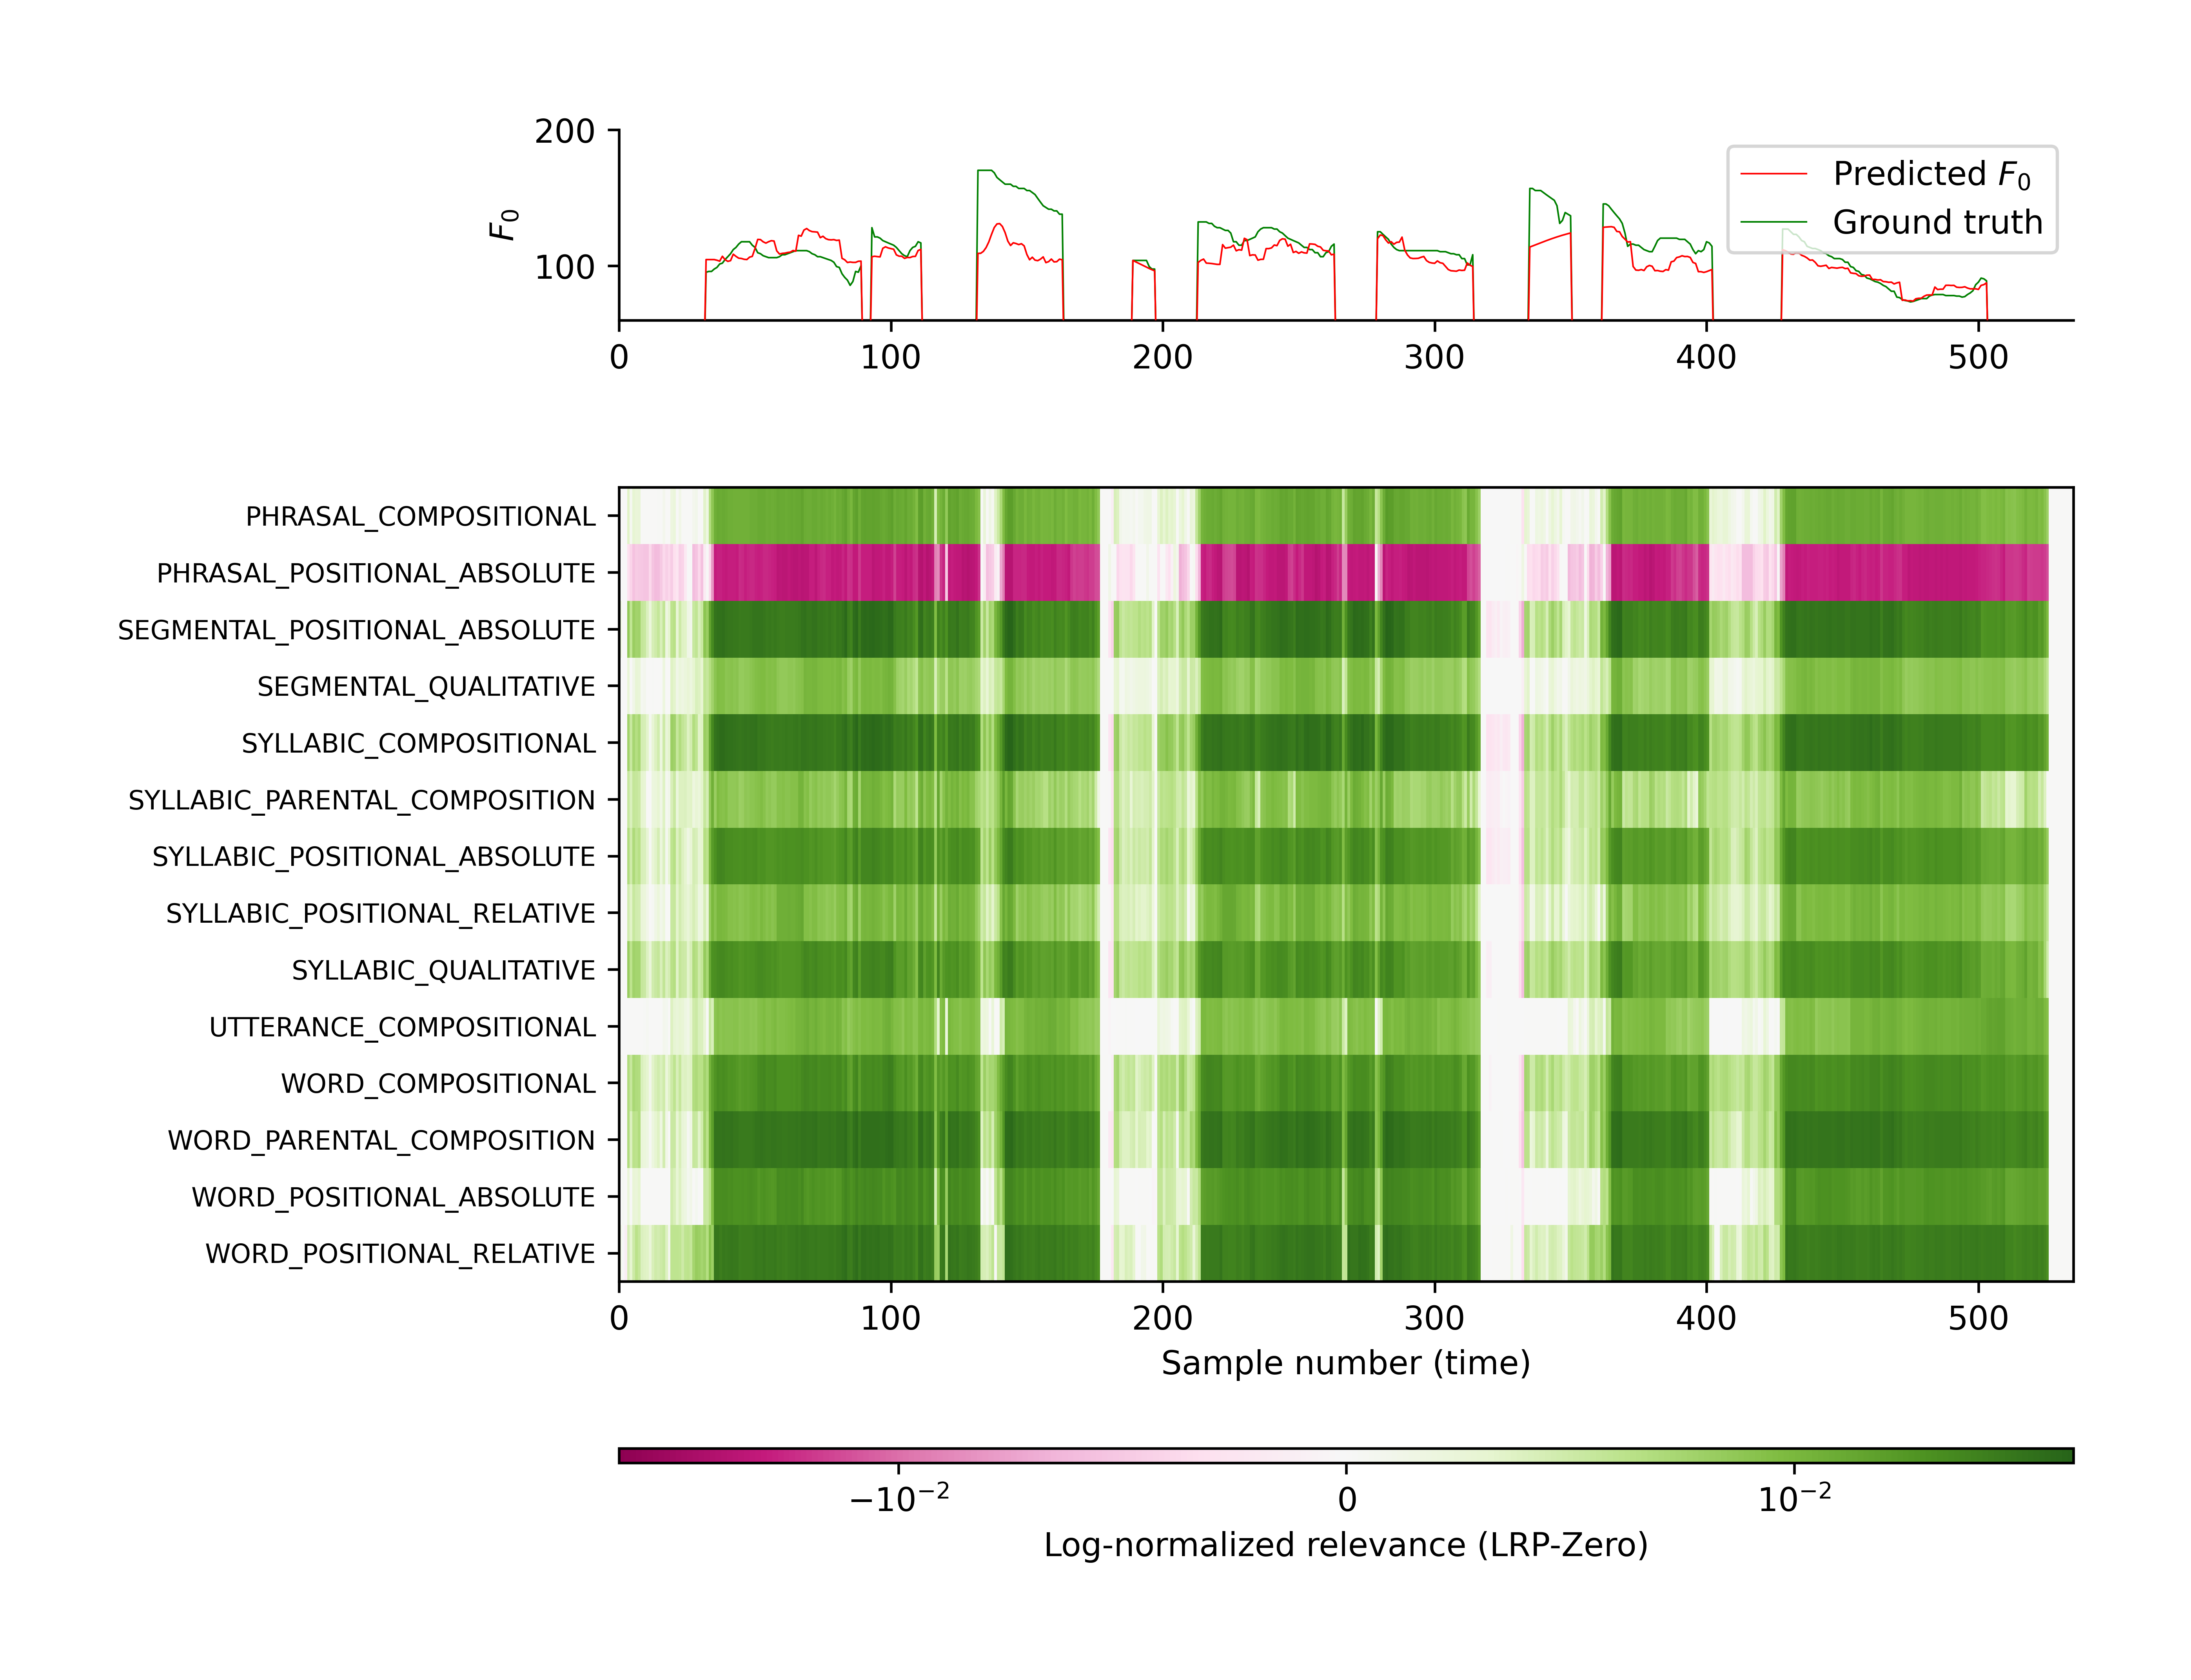 200
100
F0
Predicted F0
Ground truth
0 100 200 300 400 500
PHRASAL_COMPOSITIONAL
PHRASAL_POSITIONAL_ABSOLUTE
SEGMENTAL_POSITIONAL_ABSOLUTE
SEGMENTAL_QUALITATIVE
SYLLABIC_COMPOSITIONAL
SYLLABIC_PARENTAL_COMPOSITION
SYLLABIC_POSITIONAL_ABSOLUTE
SYLLABIC_POSITIONAL_RELATIVE
SYLLABIC_QUALITATIVE
UTTERANCE_COMPOSITIONAL
WORD_COMPOSITIONAL
WORD_PARENTAL_COMPOSITION
WORD_POSITIONAL_ABSOLUTE
WORD_POSITIONAL_RELATIVE
0 100 200 300 400 500
Sample number (time)
−10⁻² 0 10⁻²
Log-normalized relevance (LRP-Zero)